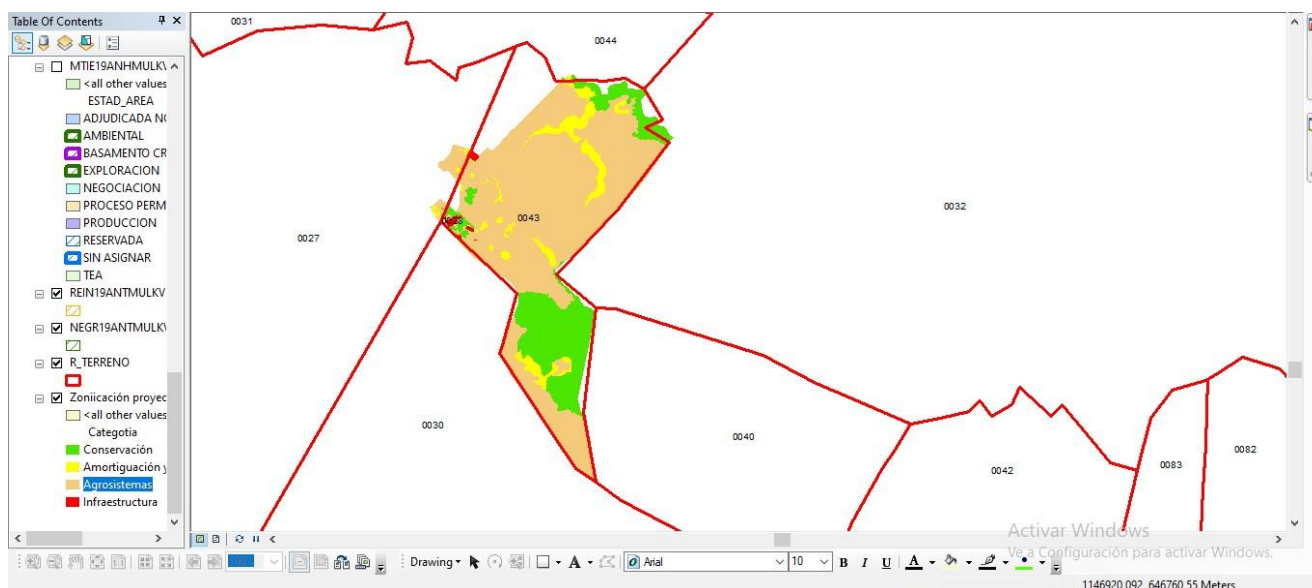 Table Of Contents
MTIE19ANHMULKV
<all other values
ESTAD_AREA
ADJUDICADA NO
AMBIENTAL
BASAMENTO CR
EXPLORACION
NEGOCIACION
PROCESO PERM
PRODUCCION
RESERVADA
SIN ASIGNAR
TEA
REIN19ANTMULKV
NEGR19ANTMULKV
R_TERRENO
Zoniicación proyec
<all other values
Categotia
Conservación
Amortiguación y
Agrosistemas
Infraestructura
0031
0044
0032
0043
0027
0030
0040
0042
0083
0082
Activar Windows
Ve a Configuración para activar Windows.
Drawing
Arial
10
B I U A
1146920,092 646760,55 Meters